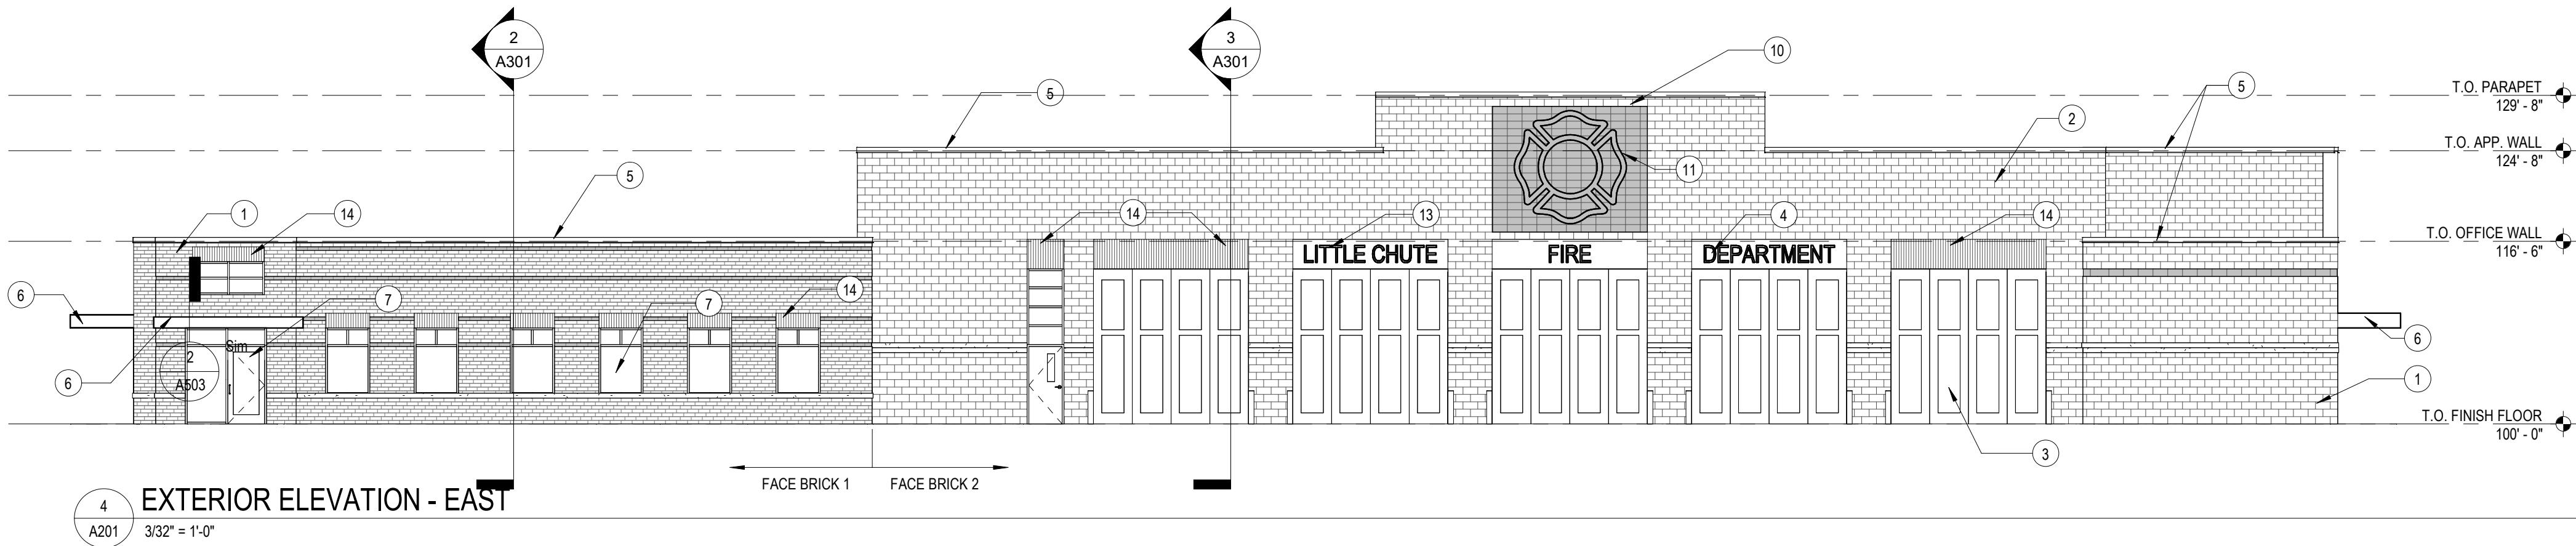 2
A301
3
A301
10
5
5
T.O. PARAPET
129' - 8"
2
T.O. APP. WALL
124' - 8"
11
5
1
14
14
13
4
14
T.O. OFFICE WALL
116' - 6"
LITTLE CHUTE
FIRE
DEPARTMENT
6
7
7
14
6
2
Sim
A503
6
1
T.O. FINISH FLOOR
100' - 0"
3
FACE BRICK 1
FACE BRICK 2
4
A201
EXTERIOR ELEVATION - EAST
3/32" = 1'-0"